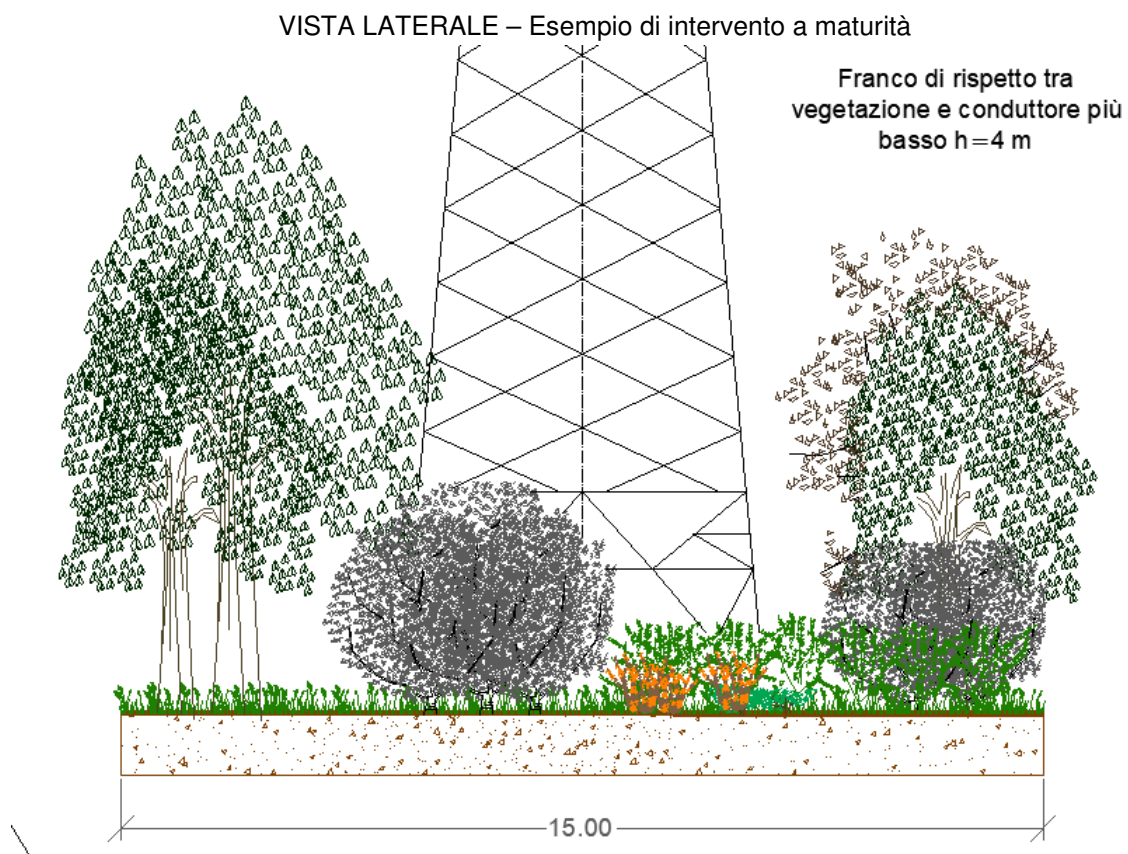 VISTA LATERALE – Esempio di intervento a maturità
Franco di rispetto tra
vegetazione e conduttore più
basso h=4 m
15.00